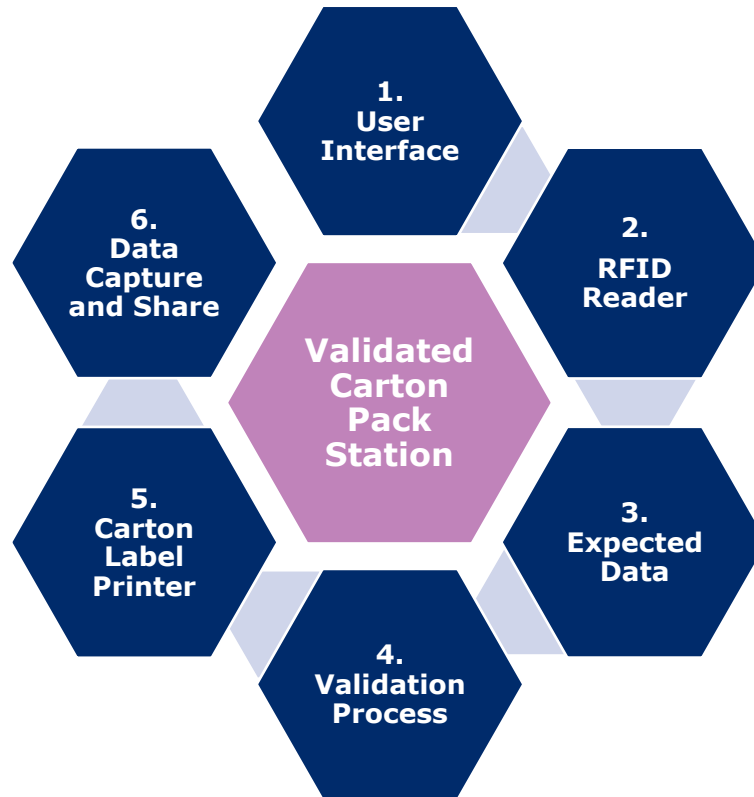 1.
User
Interface
2.
RFID
Reader
3.
Expected
Data
4.
Validation
Process
5.
Carton
Label
Printer
6.
Data
Capture
and Share
Validated
Carton
Pack
Station